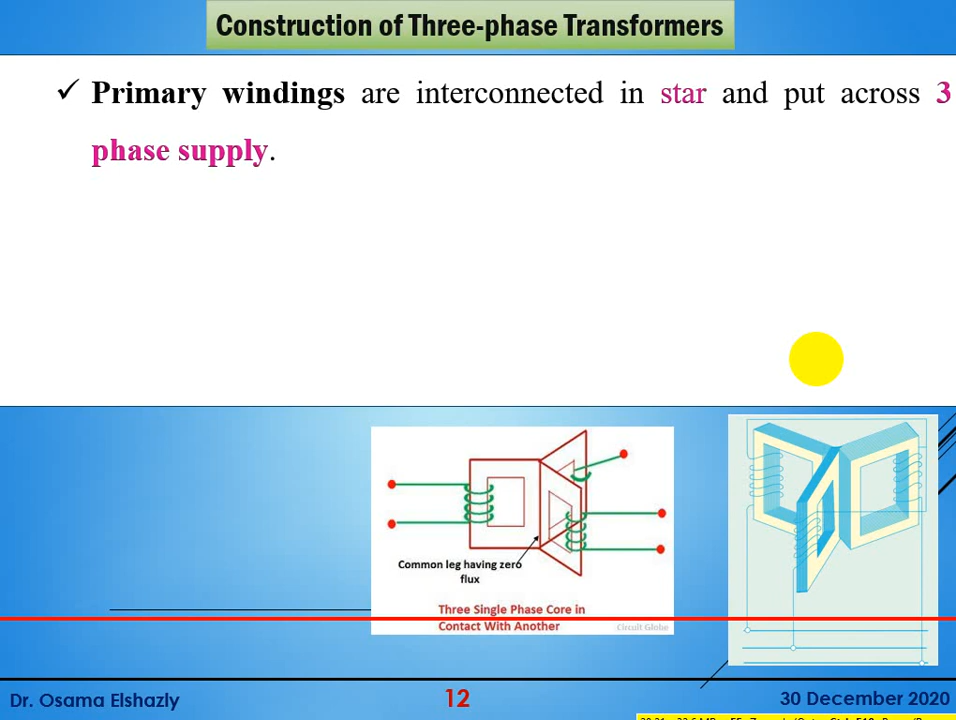 Construction of Three-phase Transformers
✓ Primary windings are interconnected in star and put across 3
phase supply.
Common leg having zero
flux
Three Single Phase Core in
Contact With Another
Circuit Globe
Dr. Osama Elshazly
12
30 December 2020